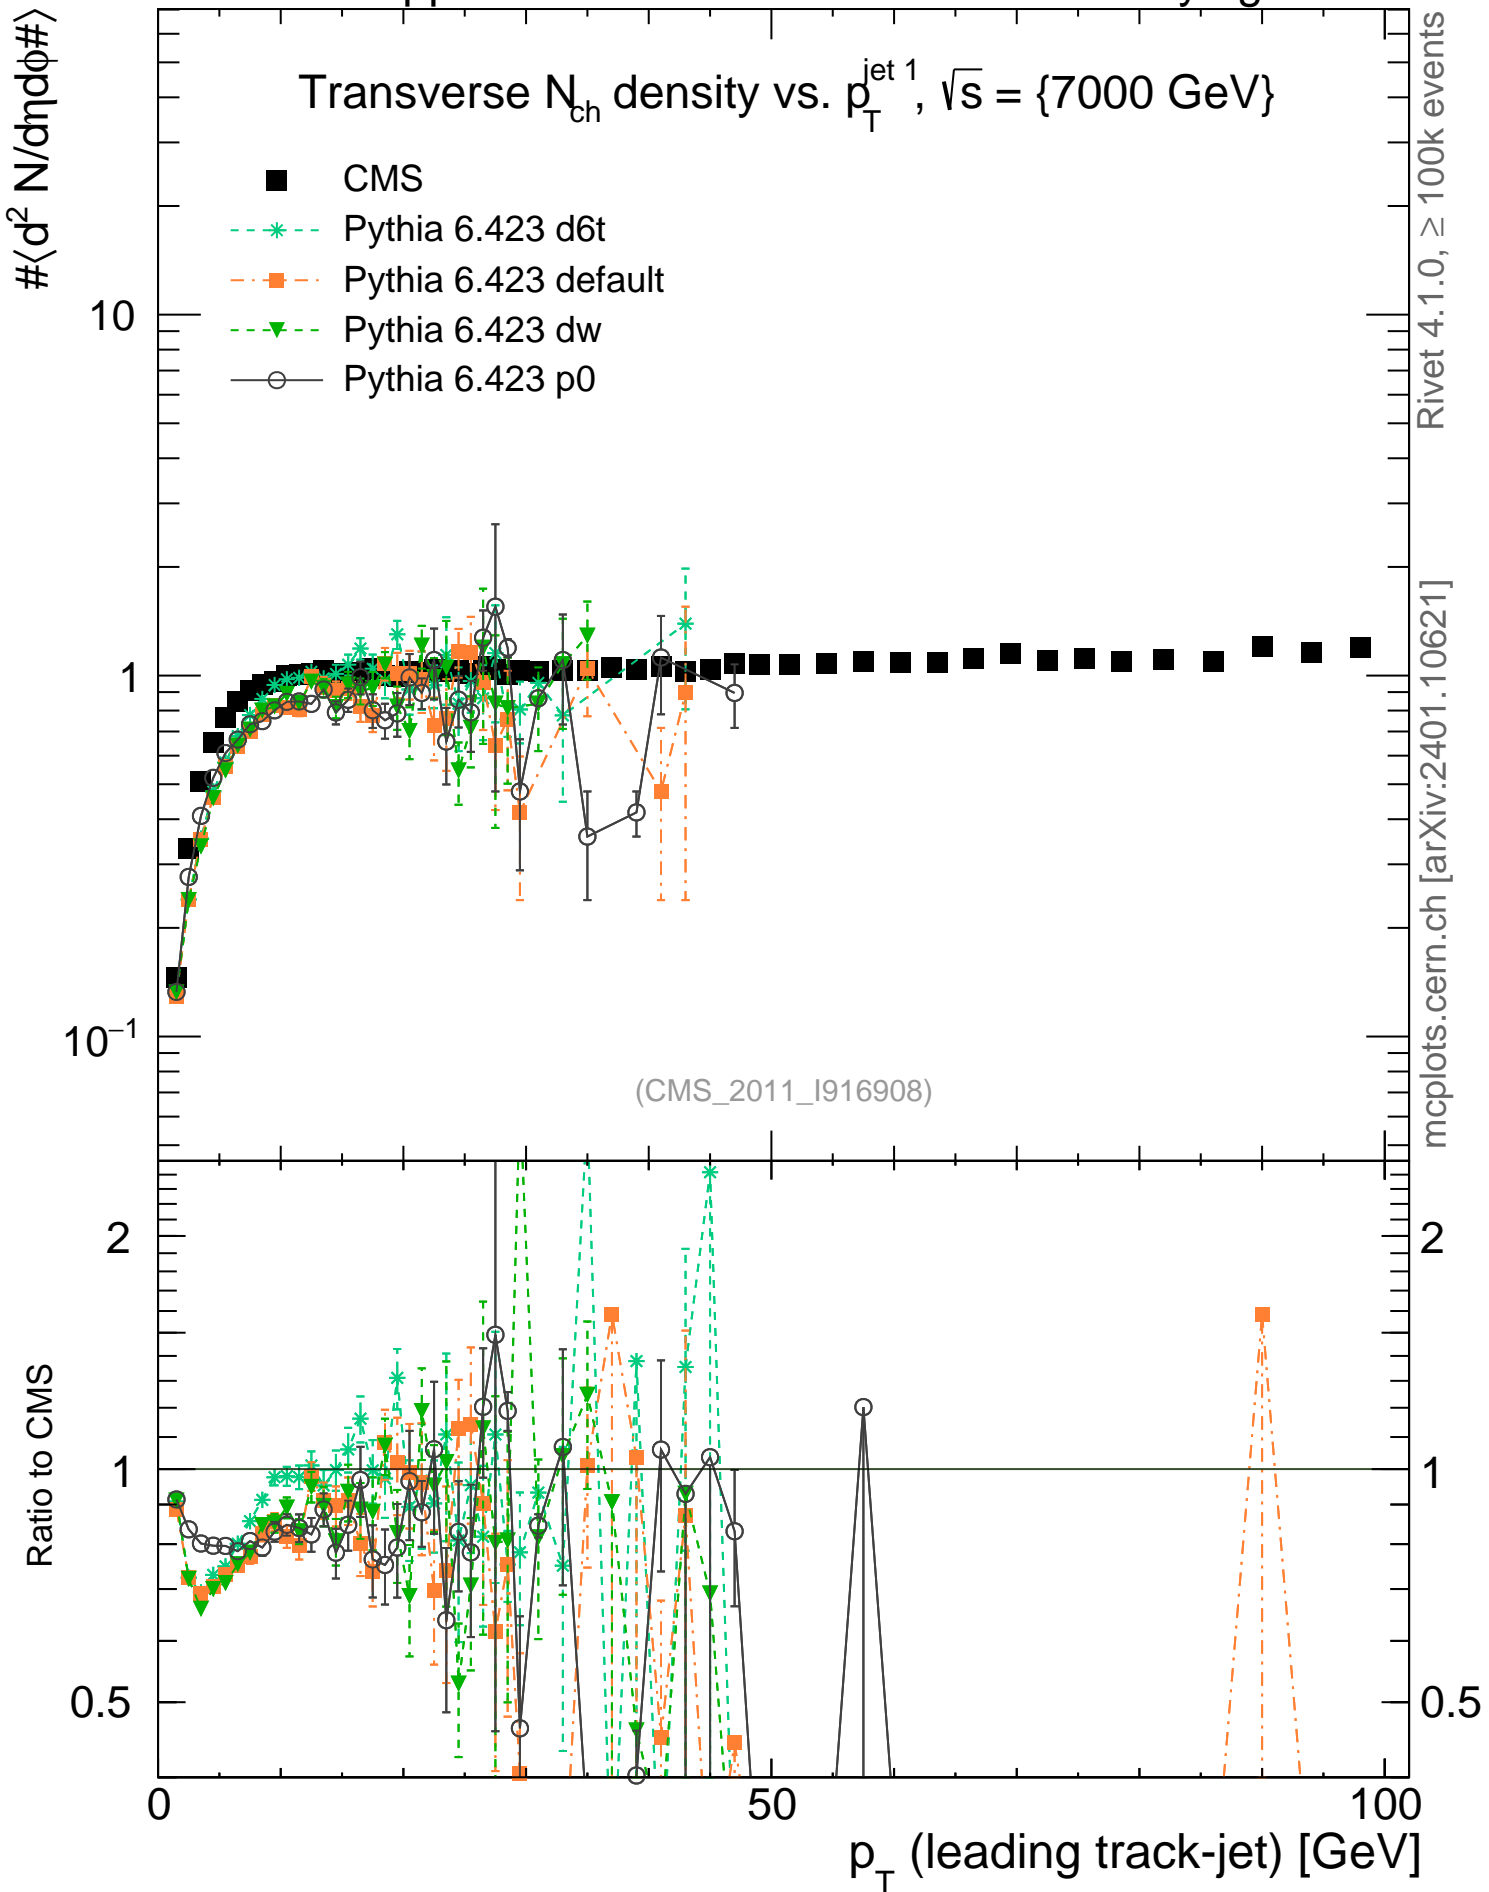 Transverse N_ch density vs. p_T^jet 1, √s = {7000 GeV}
#⟨d² N/dηdϕ#⟩
CMS
Pythia 6.423 d6t
Pythia 6.423 default
Pythia 6.423 dw
Pythia 6.423 p0
10
1
10⁻¹
(CMS_2011_I916908)
Rivet 4.1.0, ≥ 100k events
mcplots.cern.ch [arXiv:2401.10621]
Ratio to CMS
2
1
0.5
2
1
0.5
0
50
100
p_T (leading track-jet) [GeV]